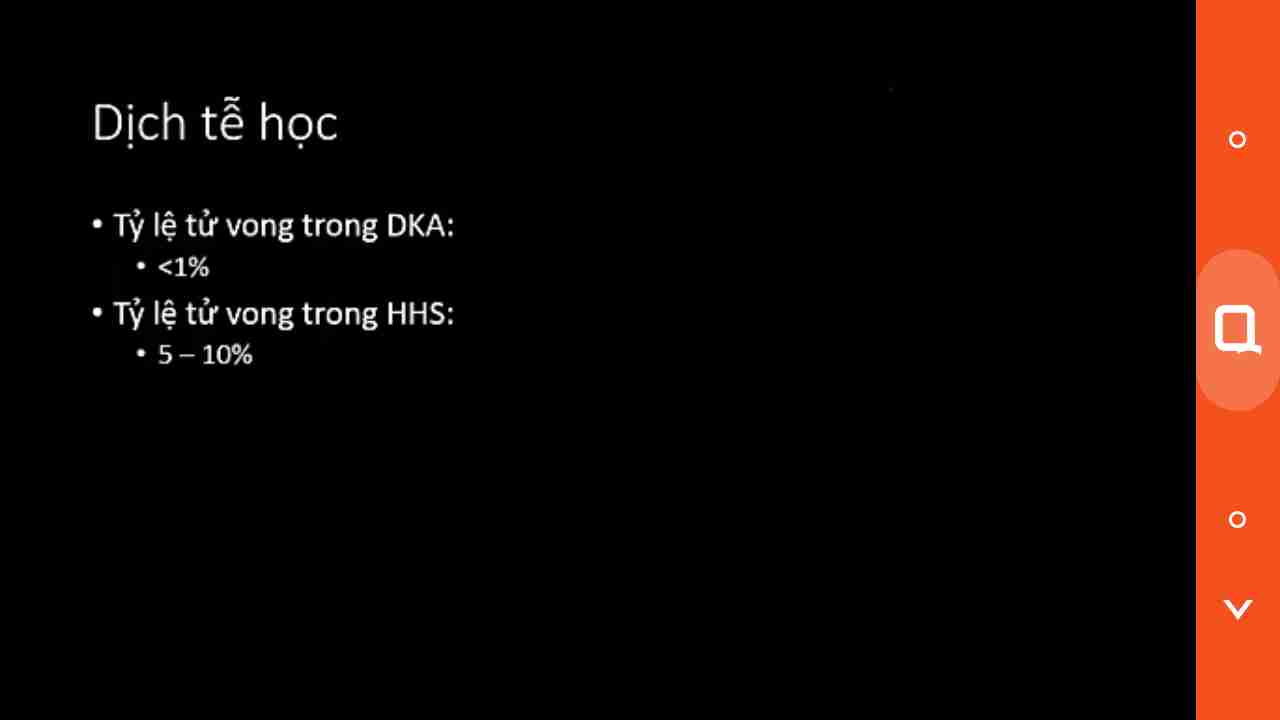 Dịch tễ học
• Tỷ lệ tử vong trong DKA:
• <1%
• Tỷ lệ tử vong trong HHS:
• 5 – 10%